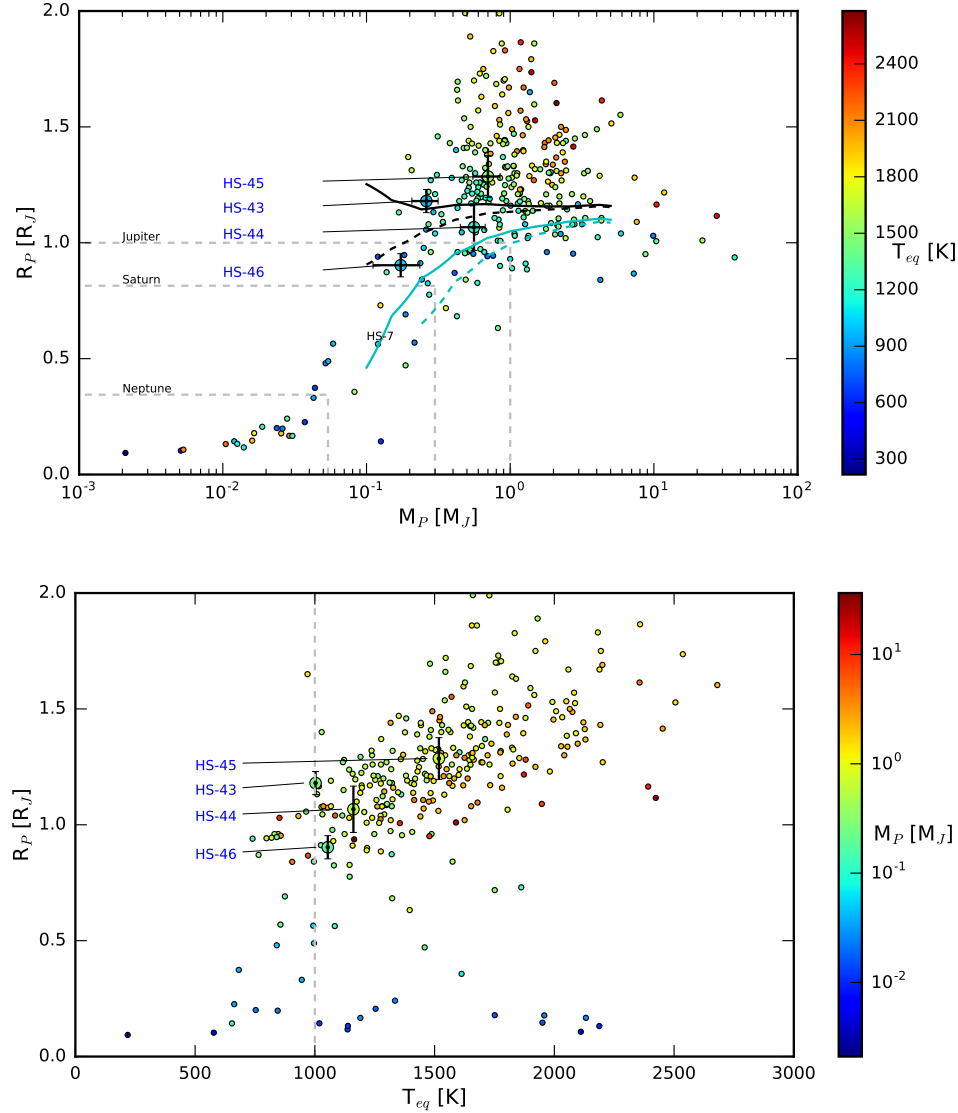 2.0
1.5
1.0
0.5
0.0
R_P [R_J]
HS-45
HS-43
HS-44
HS-46
Jupiter
Saturn
Neptune
HS-7
10^-3 10^-2 10^-1 10^0 10^1 10^2
M_P [M_J]
2400
2100
1800
1500
1200
900
600
300
T_eq [K]
2.0
1.5
1.0
0.5
0.0
R_P [R_J]
HS-45
HS-43
HS-44
HS-46
0 500 1000 1500 2000 2500 3000
T_eq [K]
10^1
10^0
10^-1
10^-2
M_P [M_J]